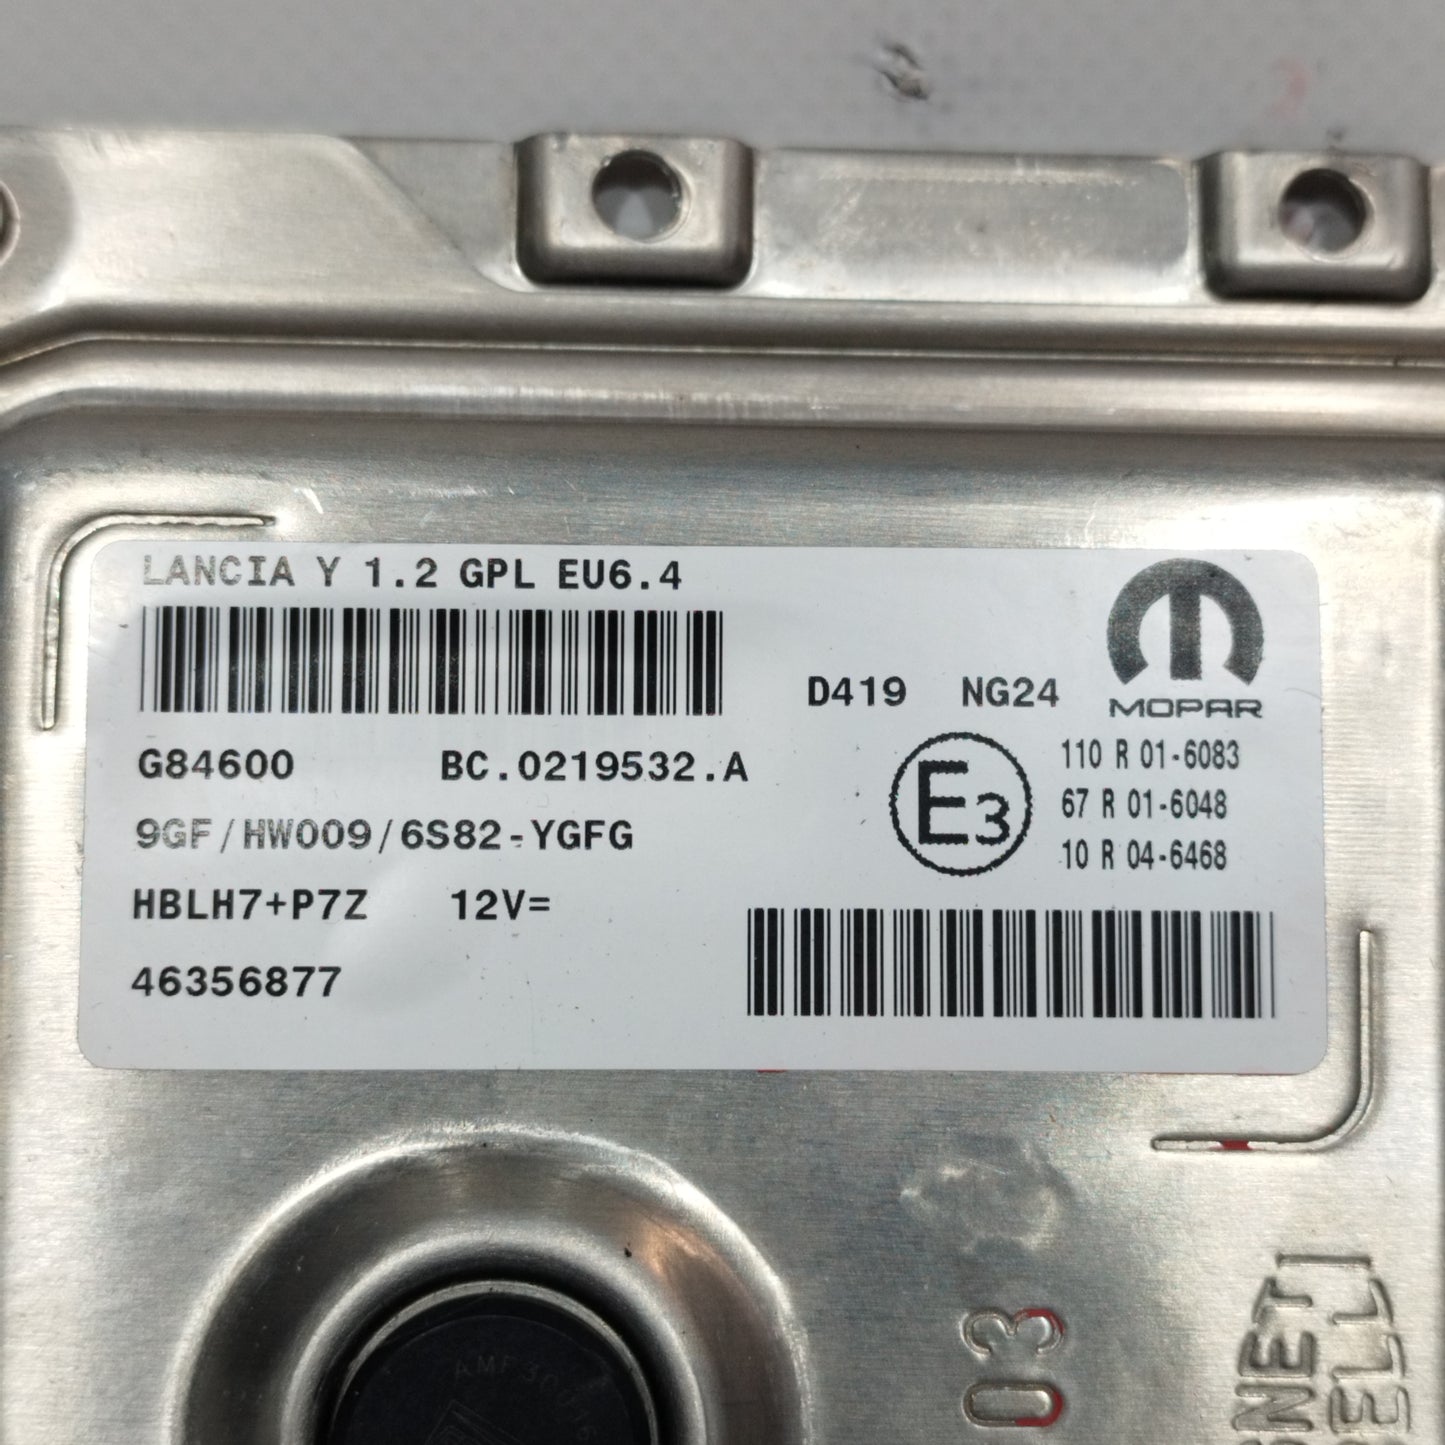 LANCIA Y 1.2 GPL EU6.4
D419 NG24
MOPAR
G84600 BC.0219532.A
110 R 01-6083
67 R 01-6048
10 R 04-6468
E3
9GF/HW009/6S82-YGFG
HBLH7+P7Z 12V=
46356877
03